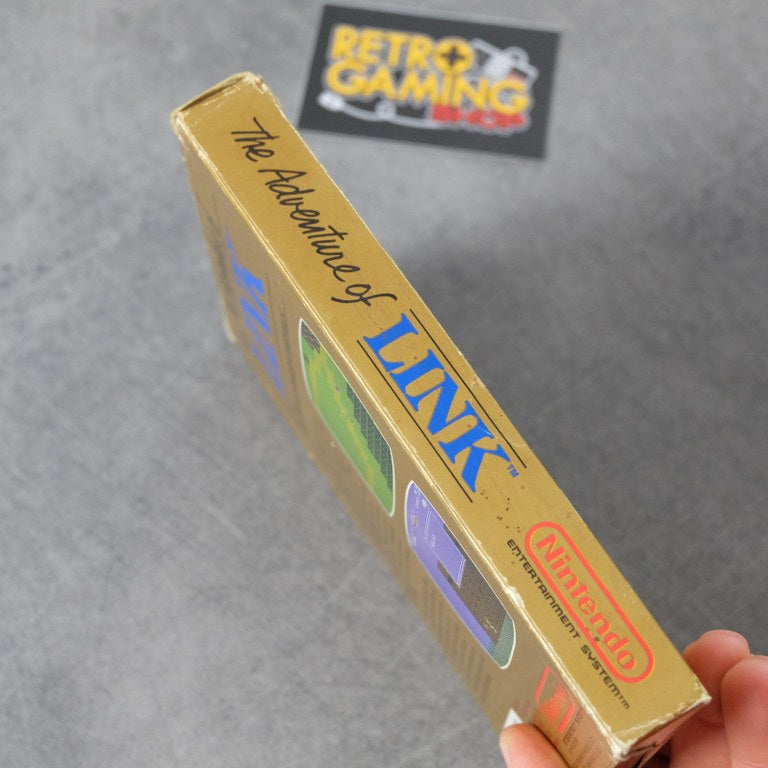 RETRO
GAMING
SHOP
The Adventure of
LINK™
Nintendo
ENTERTAINMENT SYSTEM™